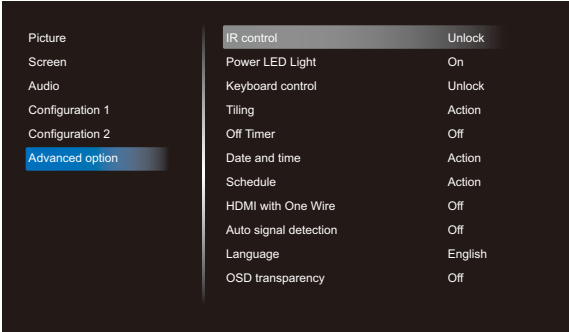 Picture
Screen
Audio
Configuration 1
Configuration 2
Advanced option
IR control Unlock
Power LED Light On
Keyboard control Unlock
Tiling Action
Off Timer Off
Date and time Action
Schedule Action
HDMI with One Wire Off
Auto signal detection Off
Language English
OSD transparency Off